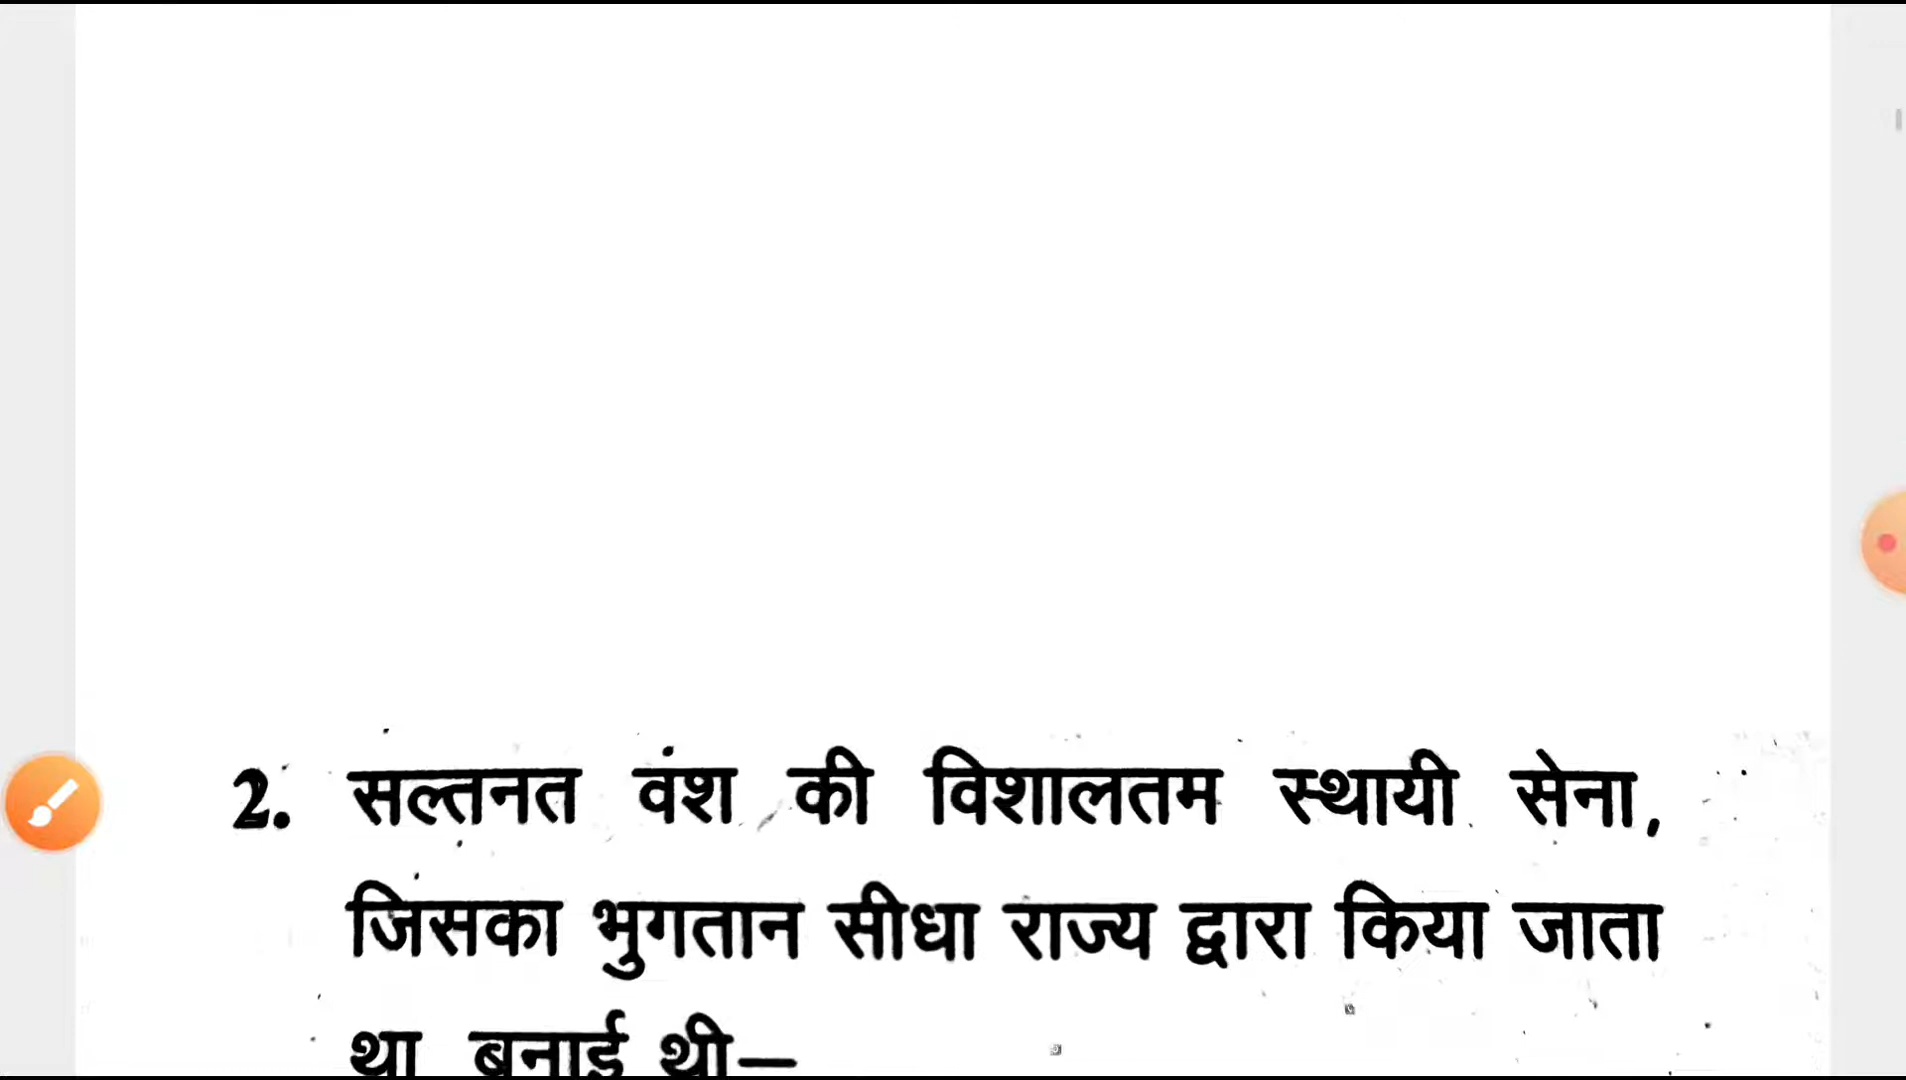 2. सल्तनत वंश की विशालतम स्थायी सेना,
जिसका भुगतान सीधा राज्य द्वारा किया जाता
था बनाई थी—